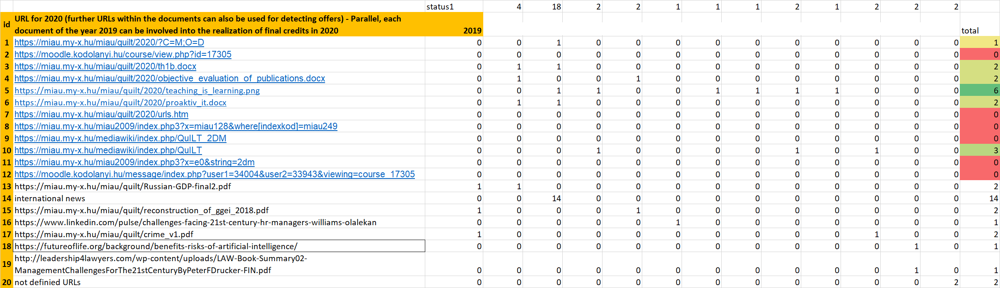 status1 4 18 2 2 1 1 1 2 1 2 2 2
id URL for 2020 (further URLs within the documents can also be used for detecting offers) - Parallel, each
document of the year 2019 can be involved into the realization of final credits in 2020 2019 total
1 https://miau.my-x.hu/miau/quilt/2020/?C=M;O=D 0 0 1 0 0 0 0 0 0 0 0 0 0 1
2 https://moodle.kodolanyi.hu/course/view.php?id=17305 0 0 0 0 0 0 0 0 0 0 0 0 0 0
3 https://miau.my-x.hu/miau/quilt/2020/th1b.docx 0 1 1 0 0 0 0 0 0 0 0 0 0 2
4 https://miau.my-x.hu/miau/quilt/2020/objective_evaluation_of_publications.docx 0 1 0 0 1 0 0 0 0 0 0 0 0 2
5 https://miau.my-x.hu/miau/quilt/2020/teaching_is_learning.png 0 0 1 1 0 0 1 1 1 1 0 0 0 6
6 https://miau.my-x.hu/miau/quilt/2020/proaktiv_it.docx 0 1 1 0 0 0 0 0 0 0 0 0 0 2
7 https://miau.my-x.hu/miau/quilt/2020/urls.htm 0 0 0 0 0 0 0 0 0 0 0 0 0 0
8 https://miau.my-x.hu/miau2009/index.php3?x=miau128&where[indexkod]=miau249 0 0 0 0 0 0 0 0 0 0 0 0 0 0
9 https://miau.my-x.hu/mediawiki/index.php/QuILT_2DM 0 0 0 0 0 0 0 0 0 0 0 0 0 0
10 https://miau.my-x.hu/mediawiki/index.php/QuILT 0 0 0 1 0 0 0 0 1 0 1 0 0 3
11 https://miau.my-x.hu/miau2009/index.php3?x=e0&string=2dm 0 0 0 0 0 0 0 0 0 0 0 0 0 0
12 https://moodle.kodolanyi.hu/message/index.php?user1=34004&user2=33943&viewing=course_17305 0 0 0 0 0 0 0 0 0 0 0 0 0 0
13 https://miau.my-x.hu/miau/quilt/Russian-GDP-final2.pdf 1 1 0 0 0 0 0 0 0 0 0 0 0 2
14 international news 0 0 14 0 0 0 0 0 0 0 0 0 0 14
15 https://miau.my-x.hu/miau/quilt/reconstruction_of_ggei_2018.pdf 1 0 0 0 1 0 0 0 0 0 0 0 0 2
16 https://www.linkedin.com/pulse/challenges-facing-21st-century-hr-managers-williams-olalekan 0 0 0 0 0 1 0 0 0 0 0 0 0 1
17 https://miau.my-x.hu/miau/quilt/crime_v1.pdf 1 0 0 0 0 0 0 0 0 0 1 0 0 2
18 https://futureoflife.org/background/benefits-risks-of-artificial-intelligence/ 0 0 0 0 0 0 0 0 0 0 0 1 0 1
19 http://leadership4lawyers.com/wp-content/uploads/LAW-Book-Summary02-
ManagementChallengesForThe21stCenturyByPeterFDrucker-FIN.pdf 0 0 0 0 0 0 0 0 0 0 0 1 0 1
20 not definied URLs 0 0 0 0 0 0 0 0 0 0 0 0 2 2